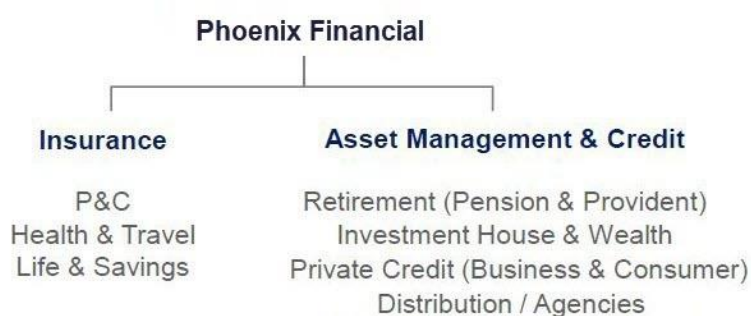 Phoenix Financial
Insurance
P&C
Health & Travel
Life & Savings
Asset Management & Credit
Retirement (Pension & Provident)
Investment House & Wealth
Private Credit (Business & Consumer)
Distribution / Agencies